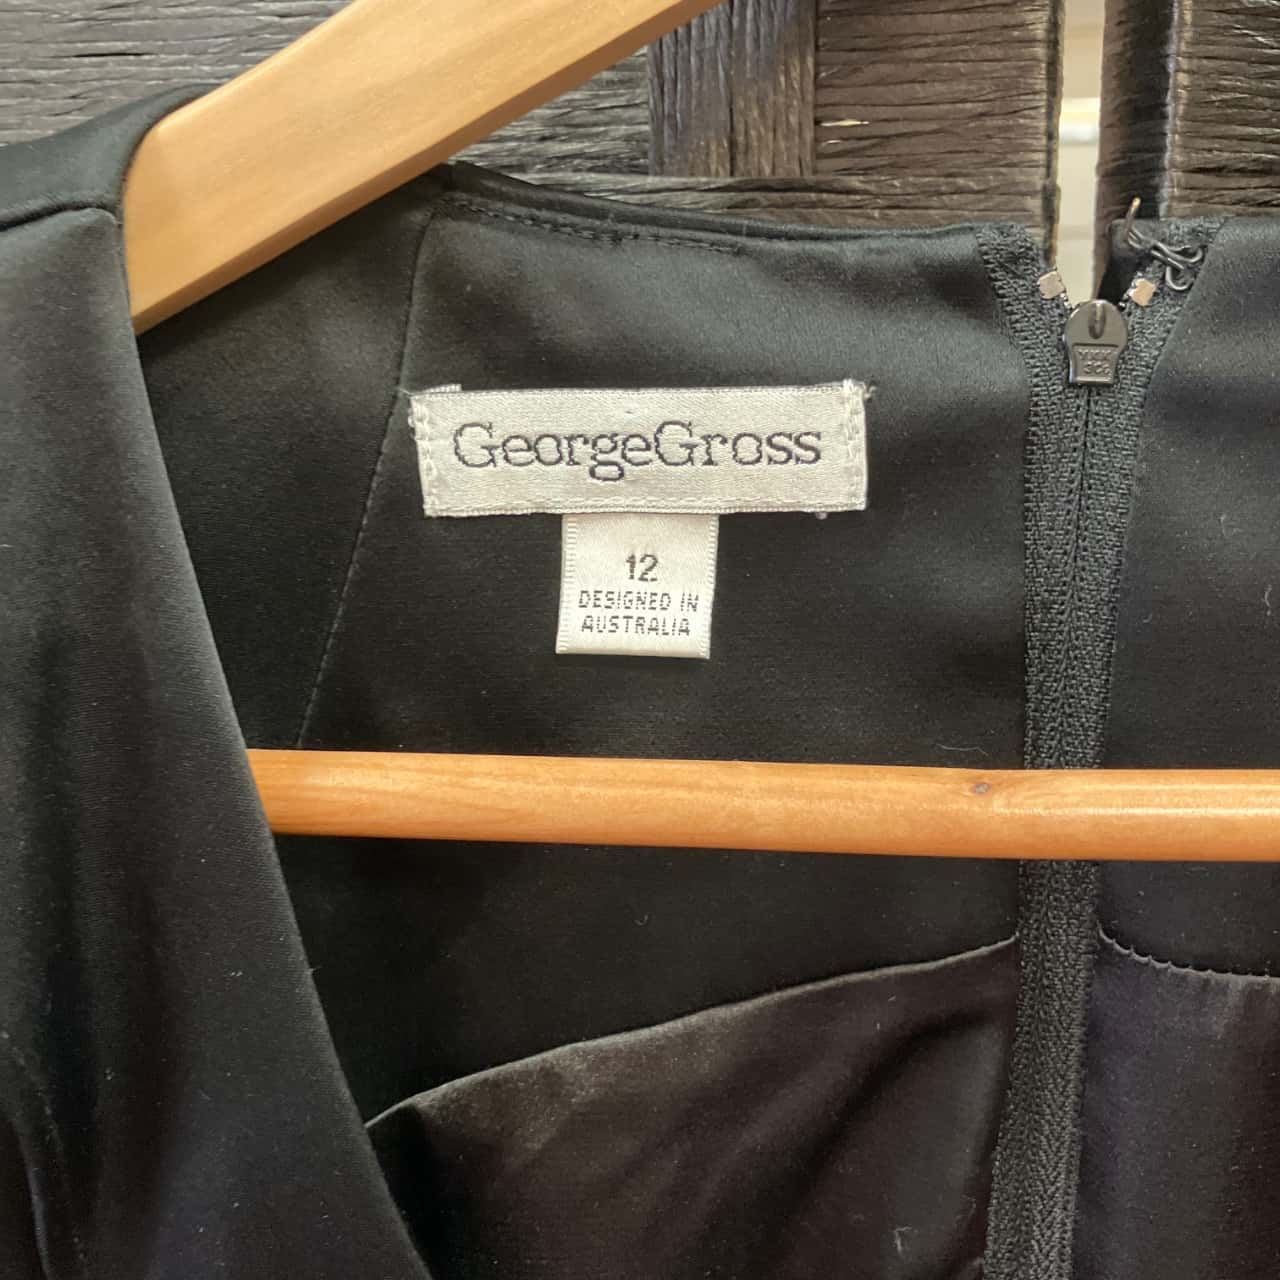 GeorgeGross
12
DESIGNED IN
AUSTRALIA